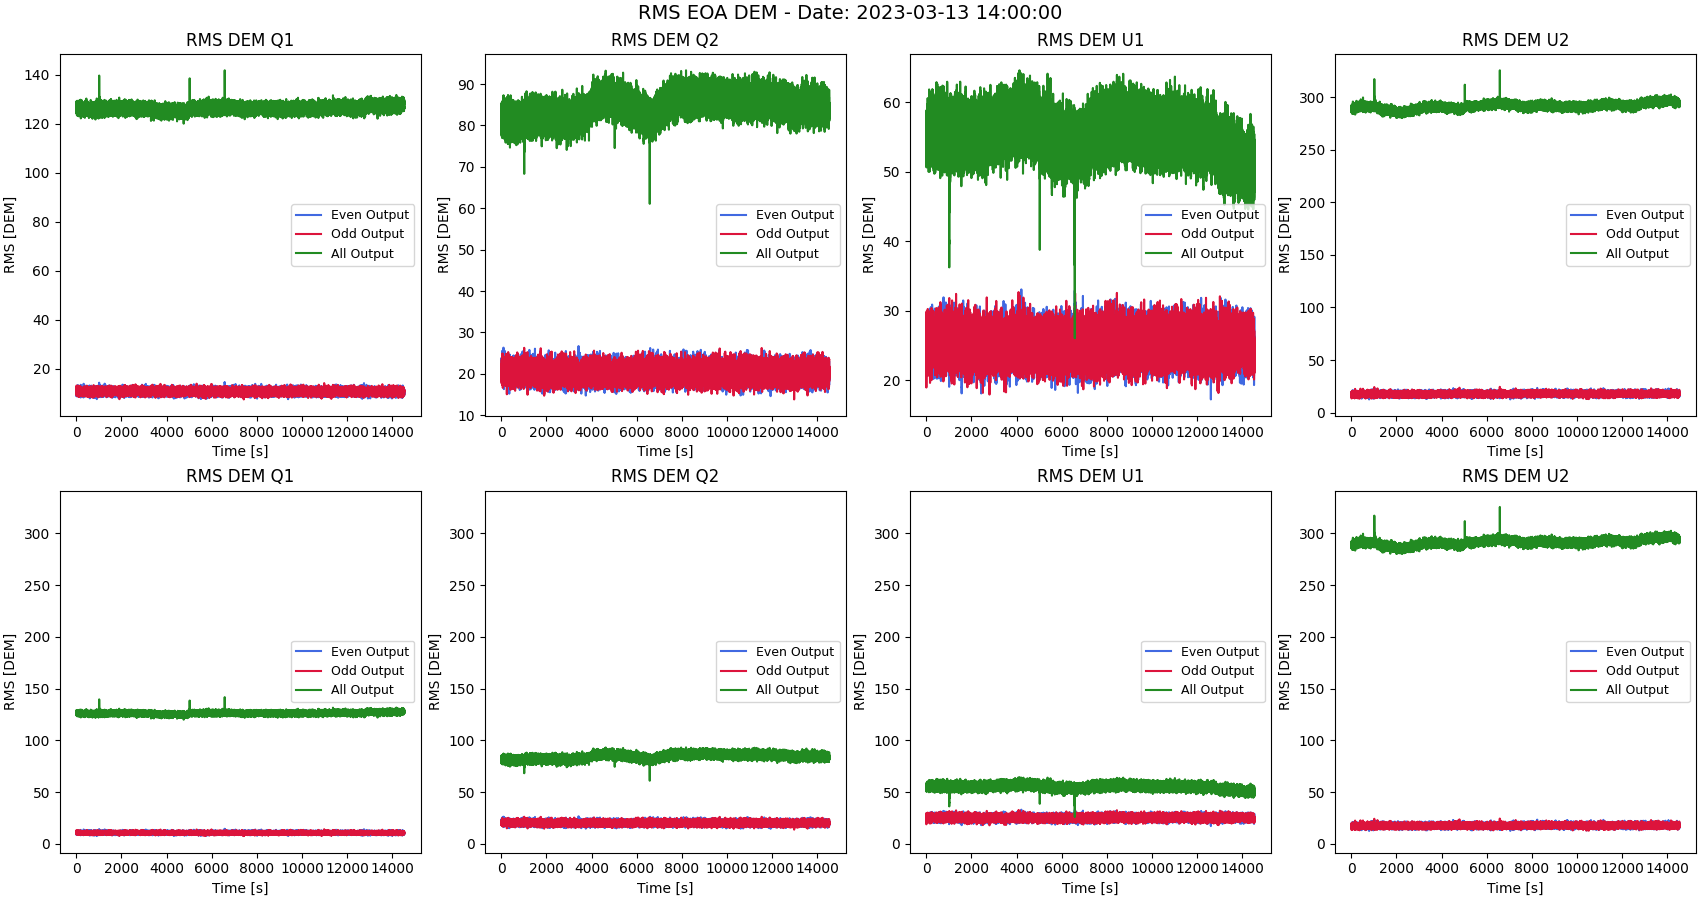 RMS EOA DEM - Date: 2023-03-13 14:00:00
RMS DEM Q1
RMS [DEM]
140
120
100
80
60
40
20
Even Output
Odd Output
All Output
0 2000 4000 6000 8000 10000 12000 14000
Time [s]
RMS DEM Q2
RMS [DEM]
90
80
70
60
50
40
30
20
10
Even Output
Odd Output
All Output
0 2000 4000 6000 8000 10000 12000 14000
Time [s]
RMS DEM U1
RMS [DEM]
60
50
40
30
20
Even Output
Odd Output
All Output
0 2000 4000 6000 8000 10000 12000 14000
Time [s]
RMS DEM U2
RMS [DEM]
300
250
200
150
100
50
0
Even Output
Odd Output
All Output
0 2000 4000 6000 8000 10000 12000 14000
Time [s]
RMS DEM Q1
RMS [DEM]
300
250
200
150
100
50
0
Even Output
Odd Output
All Output
0 2000 4000 6000 8000 10000 12000 14000
Time [s]
RMS DEM Q2
RMS [DEM]
300
250
200
150
100
50
0
Even Output
Odd Output
All Output
0 2000 4000 6000 8000 10000 12000 14000
Time [s]
RMS DEM U1
RMS [DEM]
300
250
200
150
100
50
0
Even Output
Odd Output
All Output
0 2000 4000 6000 8000 10000 12000 14000
Time [s]
RMS DEM U2
RMS [DEM]
300
250
200
150
100
50
0
Even Output
Odd Output
All Output
0 2000 4000 6000 8000 10000 12000 14000
Time [s]